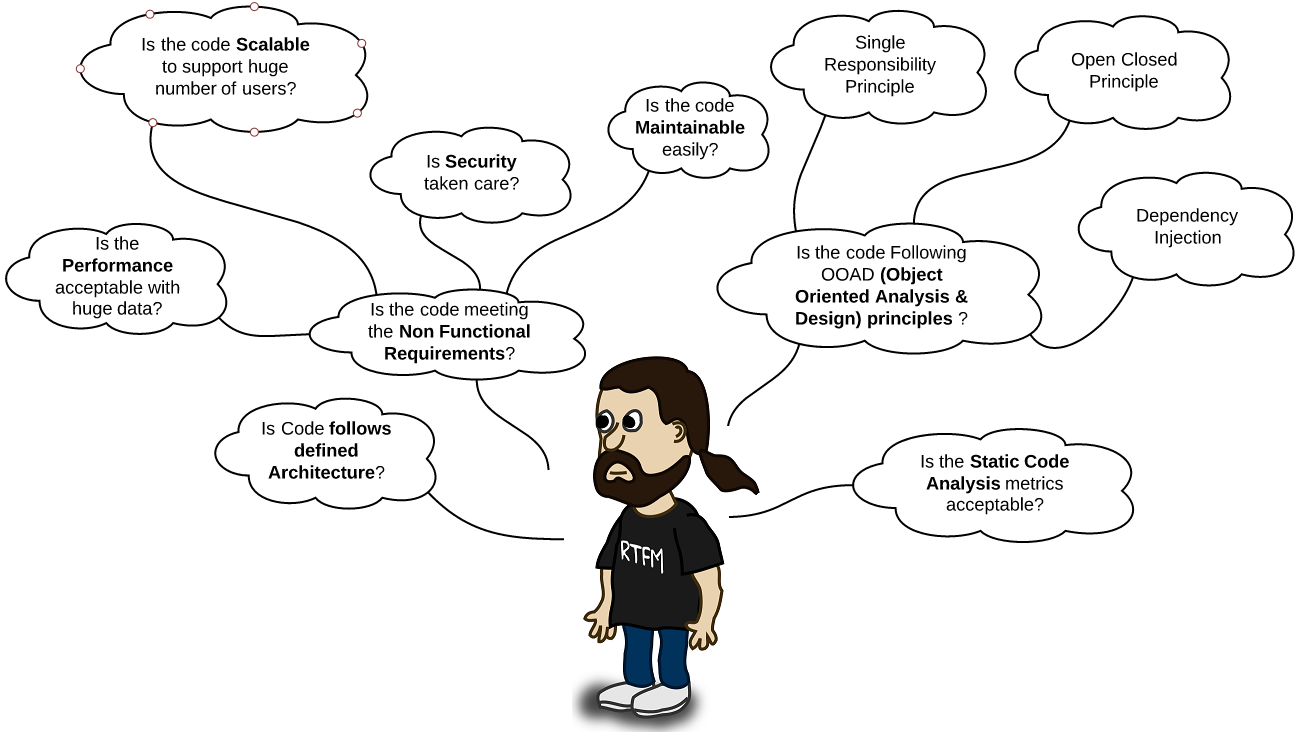 Is the code Scalable
to support huge
number of users?
Single
Responsibility
Principle
Open Closed
Principle
Is the code
Maintainable
easily?
Is Security
taken care?
Dependency
Injection
Is the
Performance
acceptable with
huge data?
Is the code Following
OOAD (Object
Oriented Analysis &
Design) principles ?
Is the code meeting
the Non Functional
Requirements?
Is Code follows
defined
Architecture?
Is the Static Code
Analysis metrics
acceptable?
RTFM